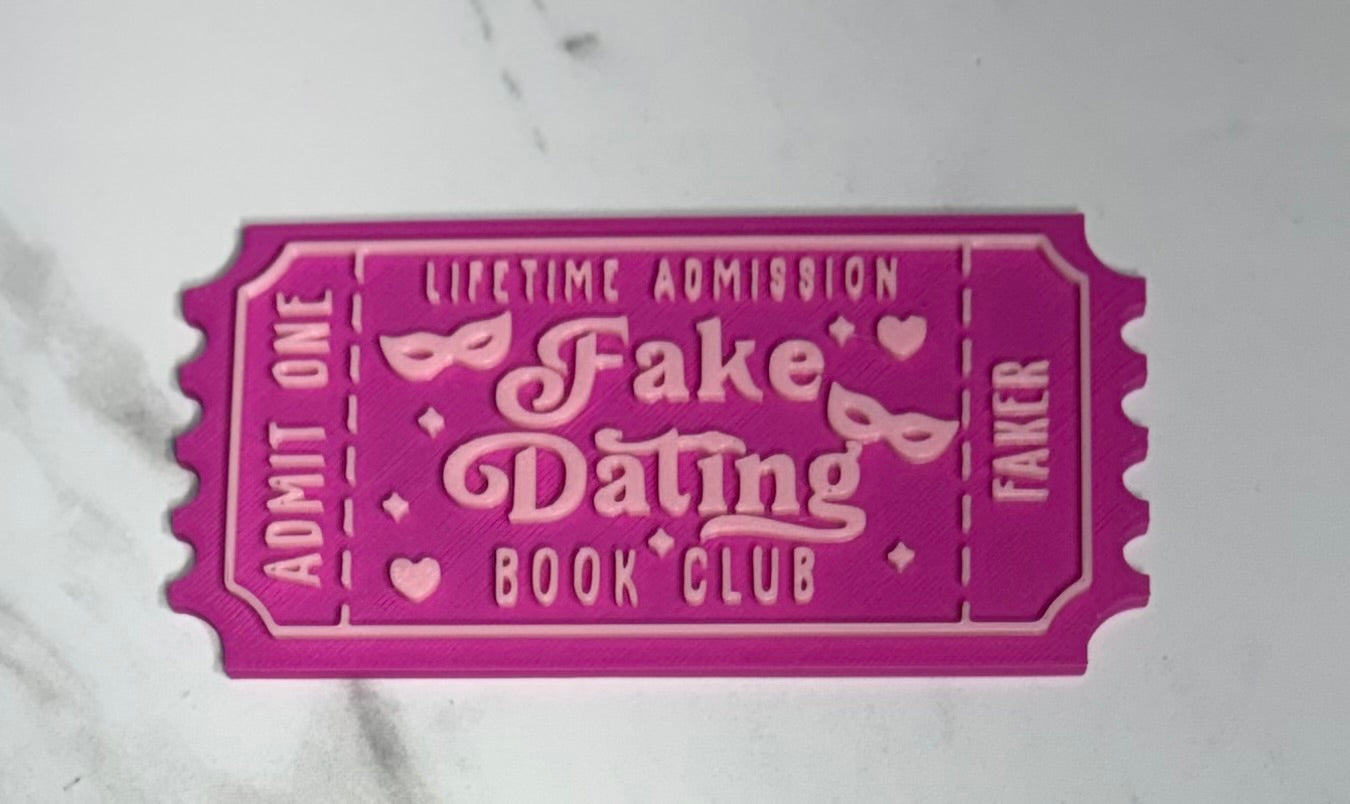 ADMIT ONE
LIFETIME ADMISSION
Fake
Dating
BOOK CLUB
FAKER